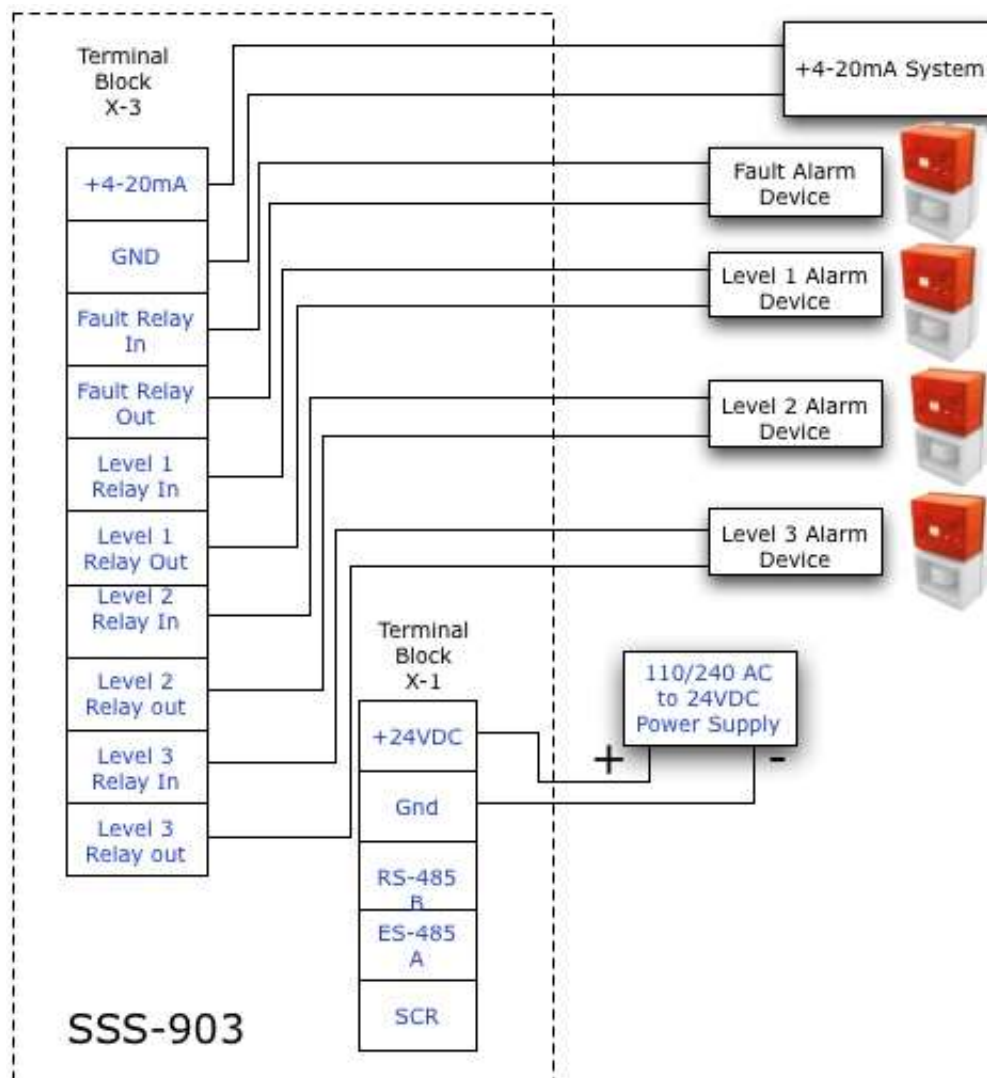 Terminal
Block
X-3
+4-20mA
GND
Fault Relay
In
Fault Relay
Out
Level 1
Relay In
Level 1
Relay Out
Level 2
Relay In
Level 2
Relay out
Level 3
Relay In
Level 3
Relay out
+4-20mA System
Fault Alarm
Device
Level 1 Alarm
Device
Level 2 Alarm
Device
Level 3 Alarm
Device
Terminal
Block
X-1
+24VDC
Gnd
RS-485
B
ES-485
A
SCR
110/240 AC
to 24VDC
Power Supply
+
-
SSS-903